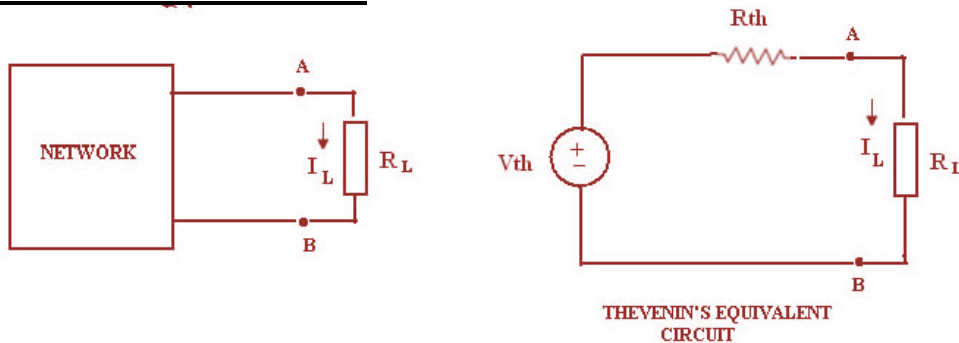 NETWORK
A
I L
R L
B
Rth
A
Vth
+
−
I L
R
B
THEVENIN'S EQUIVALENT
CIRCUIT